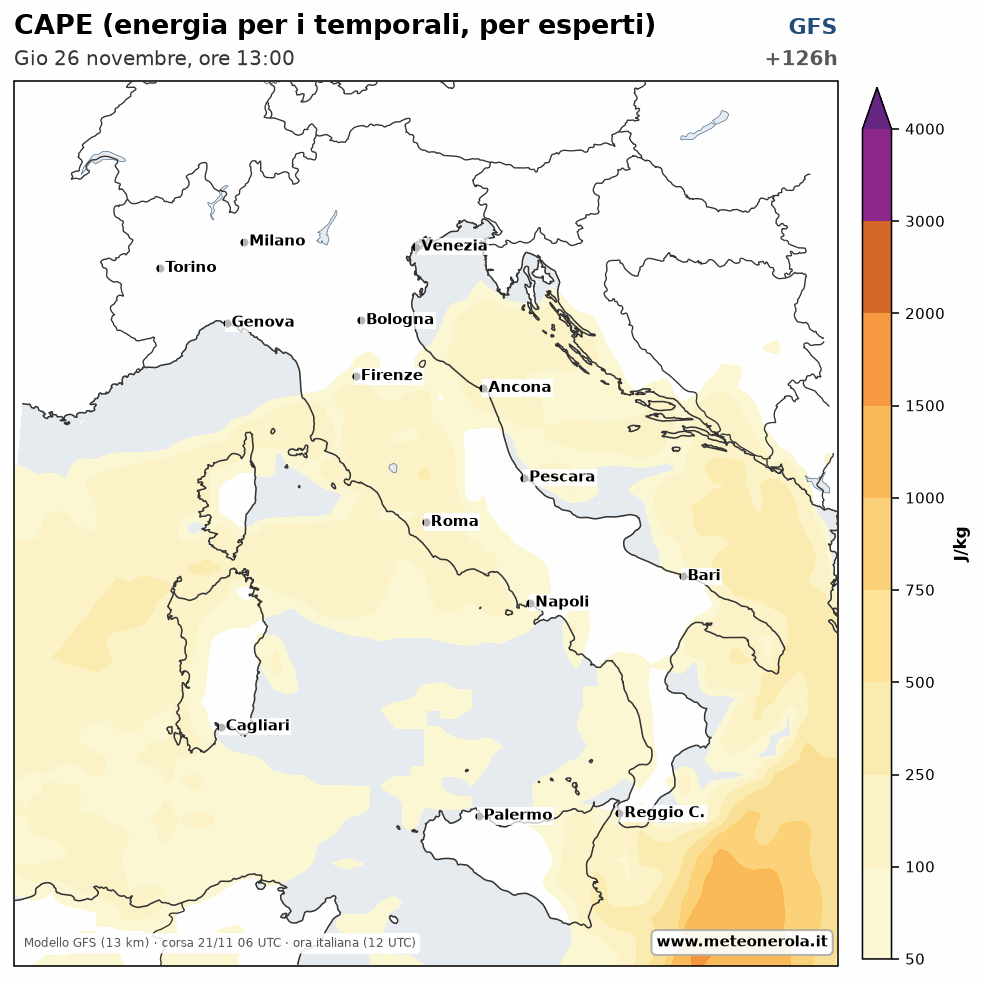 CAPE (energia per i temporali, per esperti)
GFS
Gio 26 novembre, ore 13:00
+126h
4000
3000
2000
1500
1000
750
500
250
100
50
J/kg
Milano
Venezia
Torino
Genova
Bologna
Firenze
Ancona
Pescara
Roma
Bari
Napoli
Cagliari
Palermo
Reggio C.
Modello GFS (13 km) · corsa 21/11 06 UTC · ora italiana (12 UTC)
www.meteonerola.it